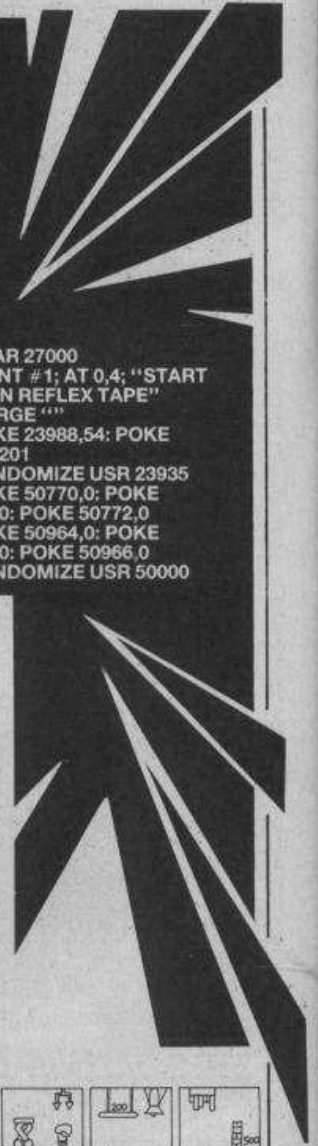 AR 27000
NT #1; AT 0,4; “START
N REFLEX TAPE”
RGE “”
KE 23988,54: POKE
201
NDOMIZE USR 23935
KE 50770,0: POKE
0: POKE 50772,0
KE 50964,0: POKE
0: POKE 50966,0
NDOMIZE USR 50000
200
Seq